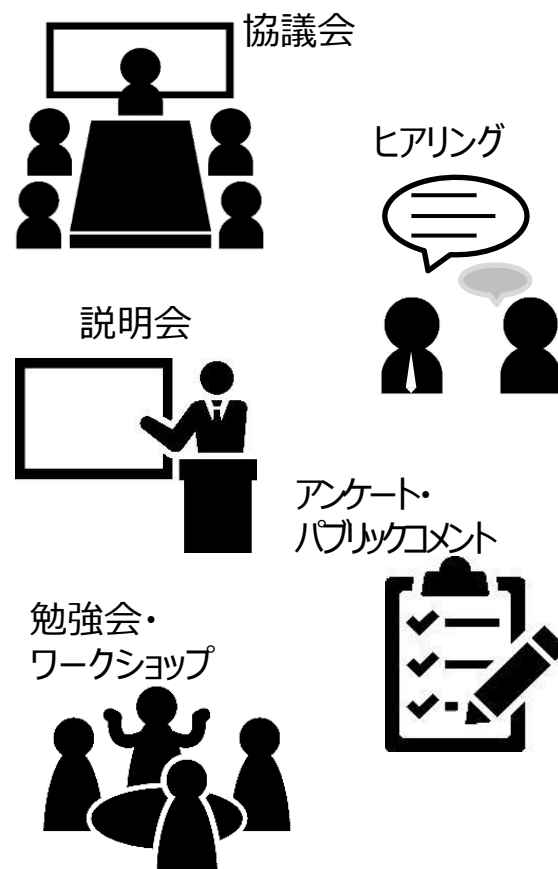 協議会
ヒアリング
説明会
アンケート・
パブリックコメント
勉強会・
ワークショップ